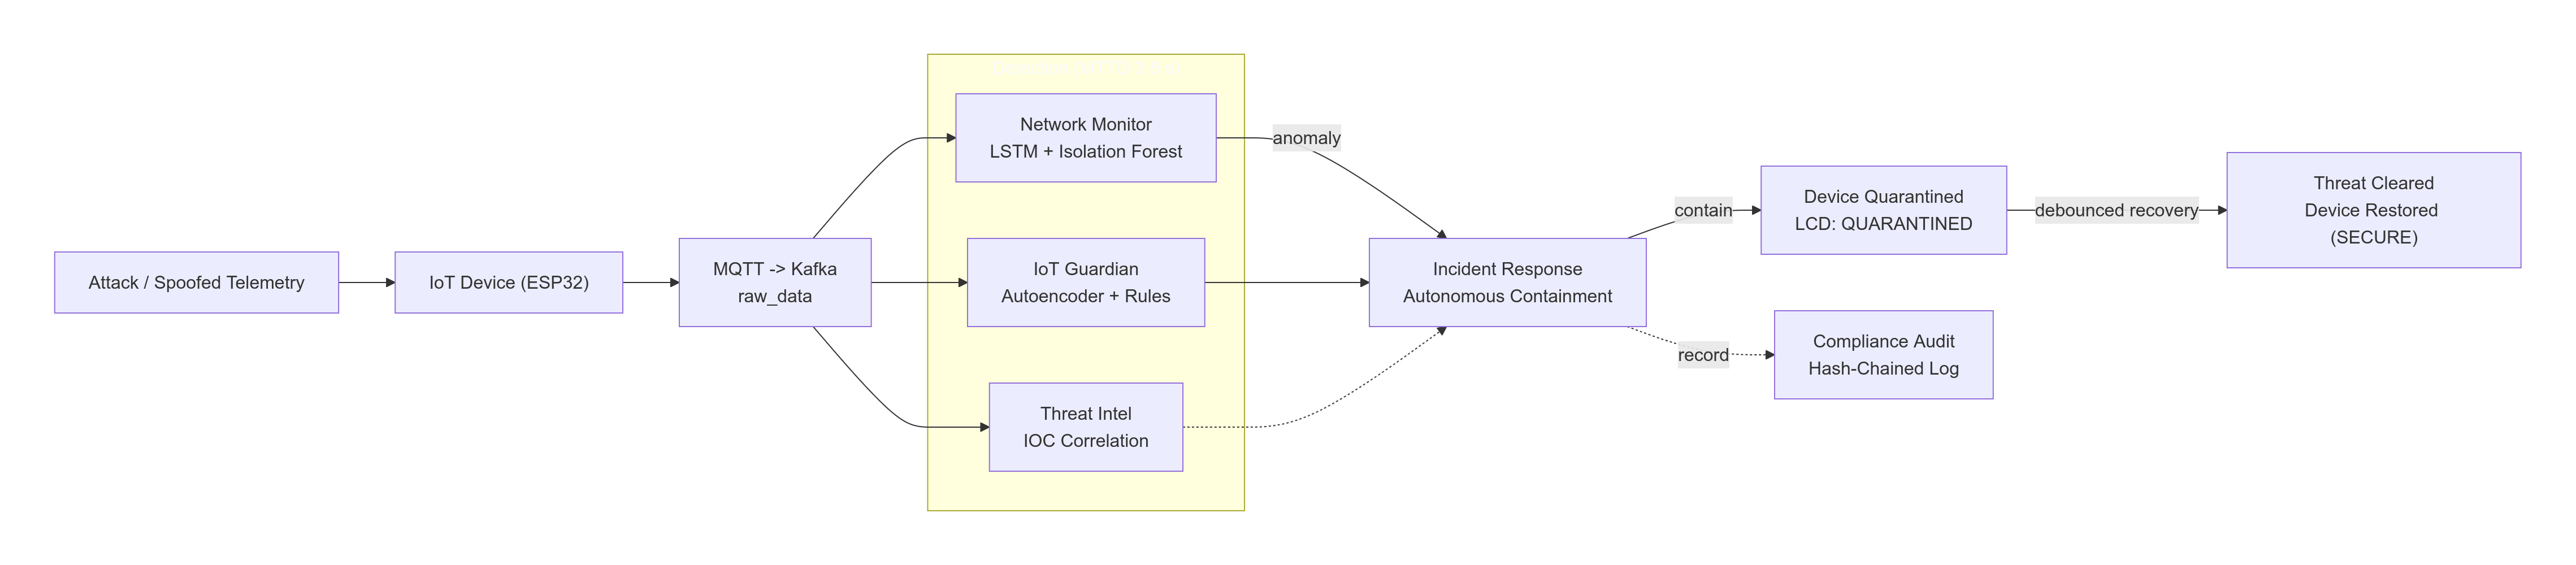 Attack / Spoofed Telemetry
IoT Device (ESP32)
MQTT -> Kafka
raw_data
Network Monitor
LSTM + Isolation Forest
IoT Guardian
Autoencoder + Rules
Threat Intel
IOC Correlation
anomaly
Incident Response
Autonomous Containment
contain
record
Device Quarantined
LCD: QUARANTINED
Compliance Audit
Hash-Chained Log
debounced recovery
Threat Cleared
Device Restored
(SECURE)